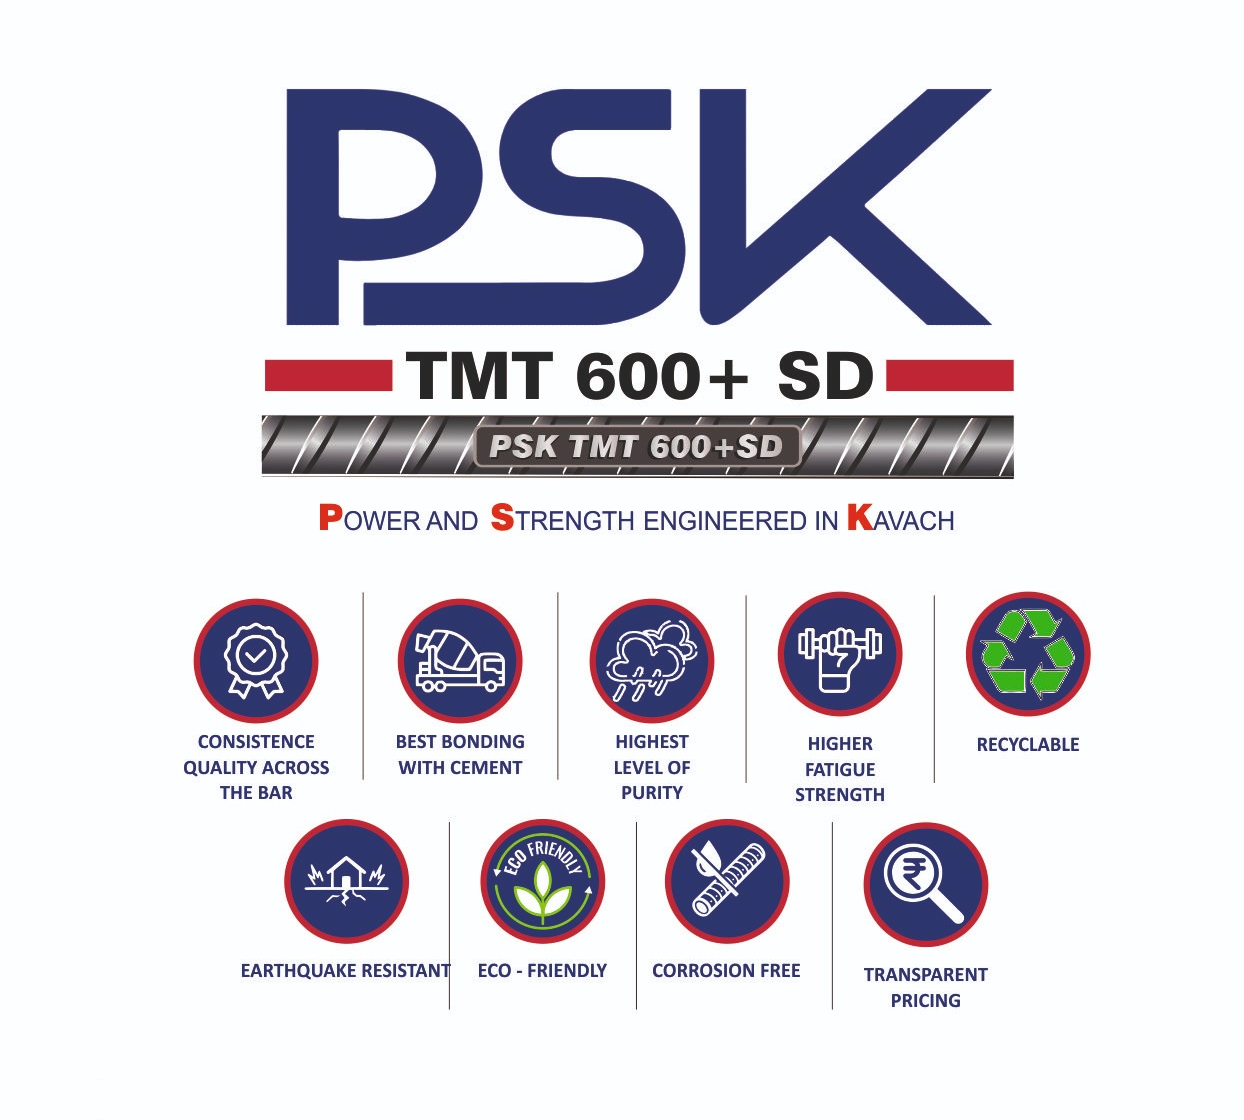 PSK
TMT 600+ SD
PSK TMT 600+SD
POWER AND STRENGTH ENGINEERED IN KAVACH
CONSISTENCE
QUALITY ACROSS
THE BAR
BEST BONDING
WITH CEMENT
HIGHEST
LEVEL OF
PURITY
HIGHER
FATIGUE
STRENGTH
RECYCLABLE
EARTHQUAKE RESISTANT
ECO FRIENDLY
ECO - FRIENDLY
CORROSION FREE
₹
TRANSPARENT
PRICING